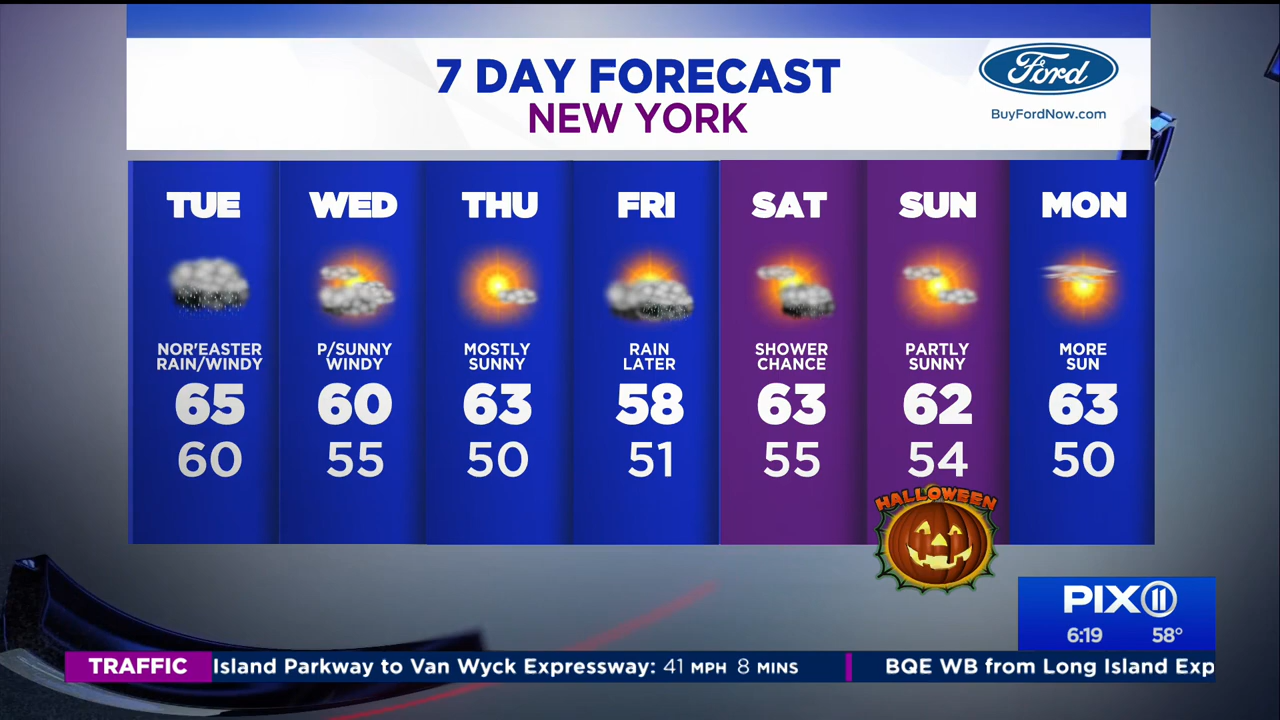 7 DAY FORECAST
NEW YORK
Ford
BuyFordNow.com
TUE
WED
THU
FRI
SAT
SUN
MON
NOR'EASTER
RAIN/WINDY
P/SUNNY
WINDY
MOSTLY
SUNNY
RAIN
LATER
SHOWER
CHANCE
PARTLY
SUNNY
MORE
SUN
65
60
63
58
63
62
63
60
55
50
51
55
54
50
HALLOWEEN
PIX 11
6:19 58°
TRAFFIC Island Parkway to Van Wyck Expressway: 41 MPH 8 MINS BQE WB from Long Island Exp